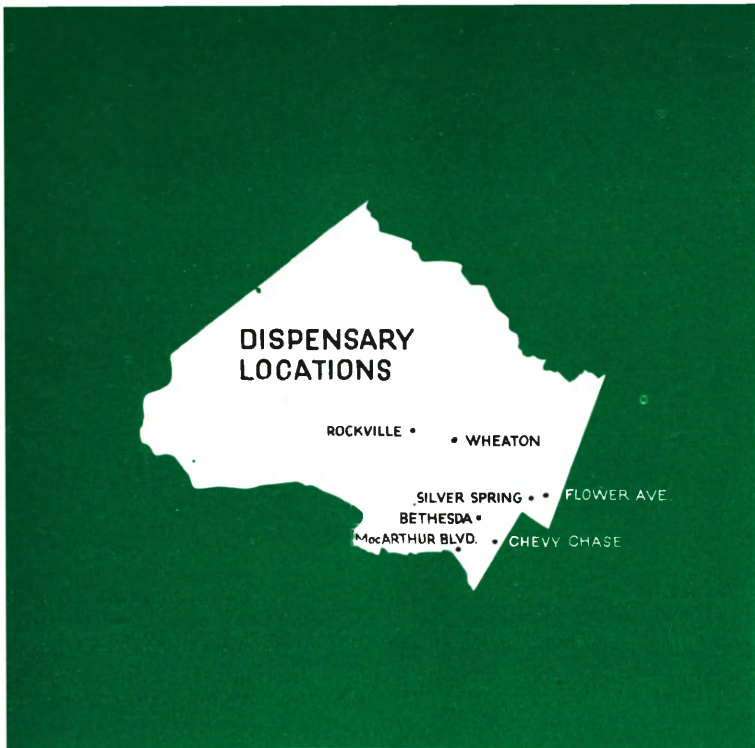 DISPENSARY
LOCATIONS
ROCKVILLE
WHEATON
SILVER SPRING
FLOWER AVE.
BETHESDA
MacARTHUR BLVD.
CHEVY CHASE